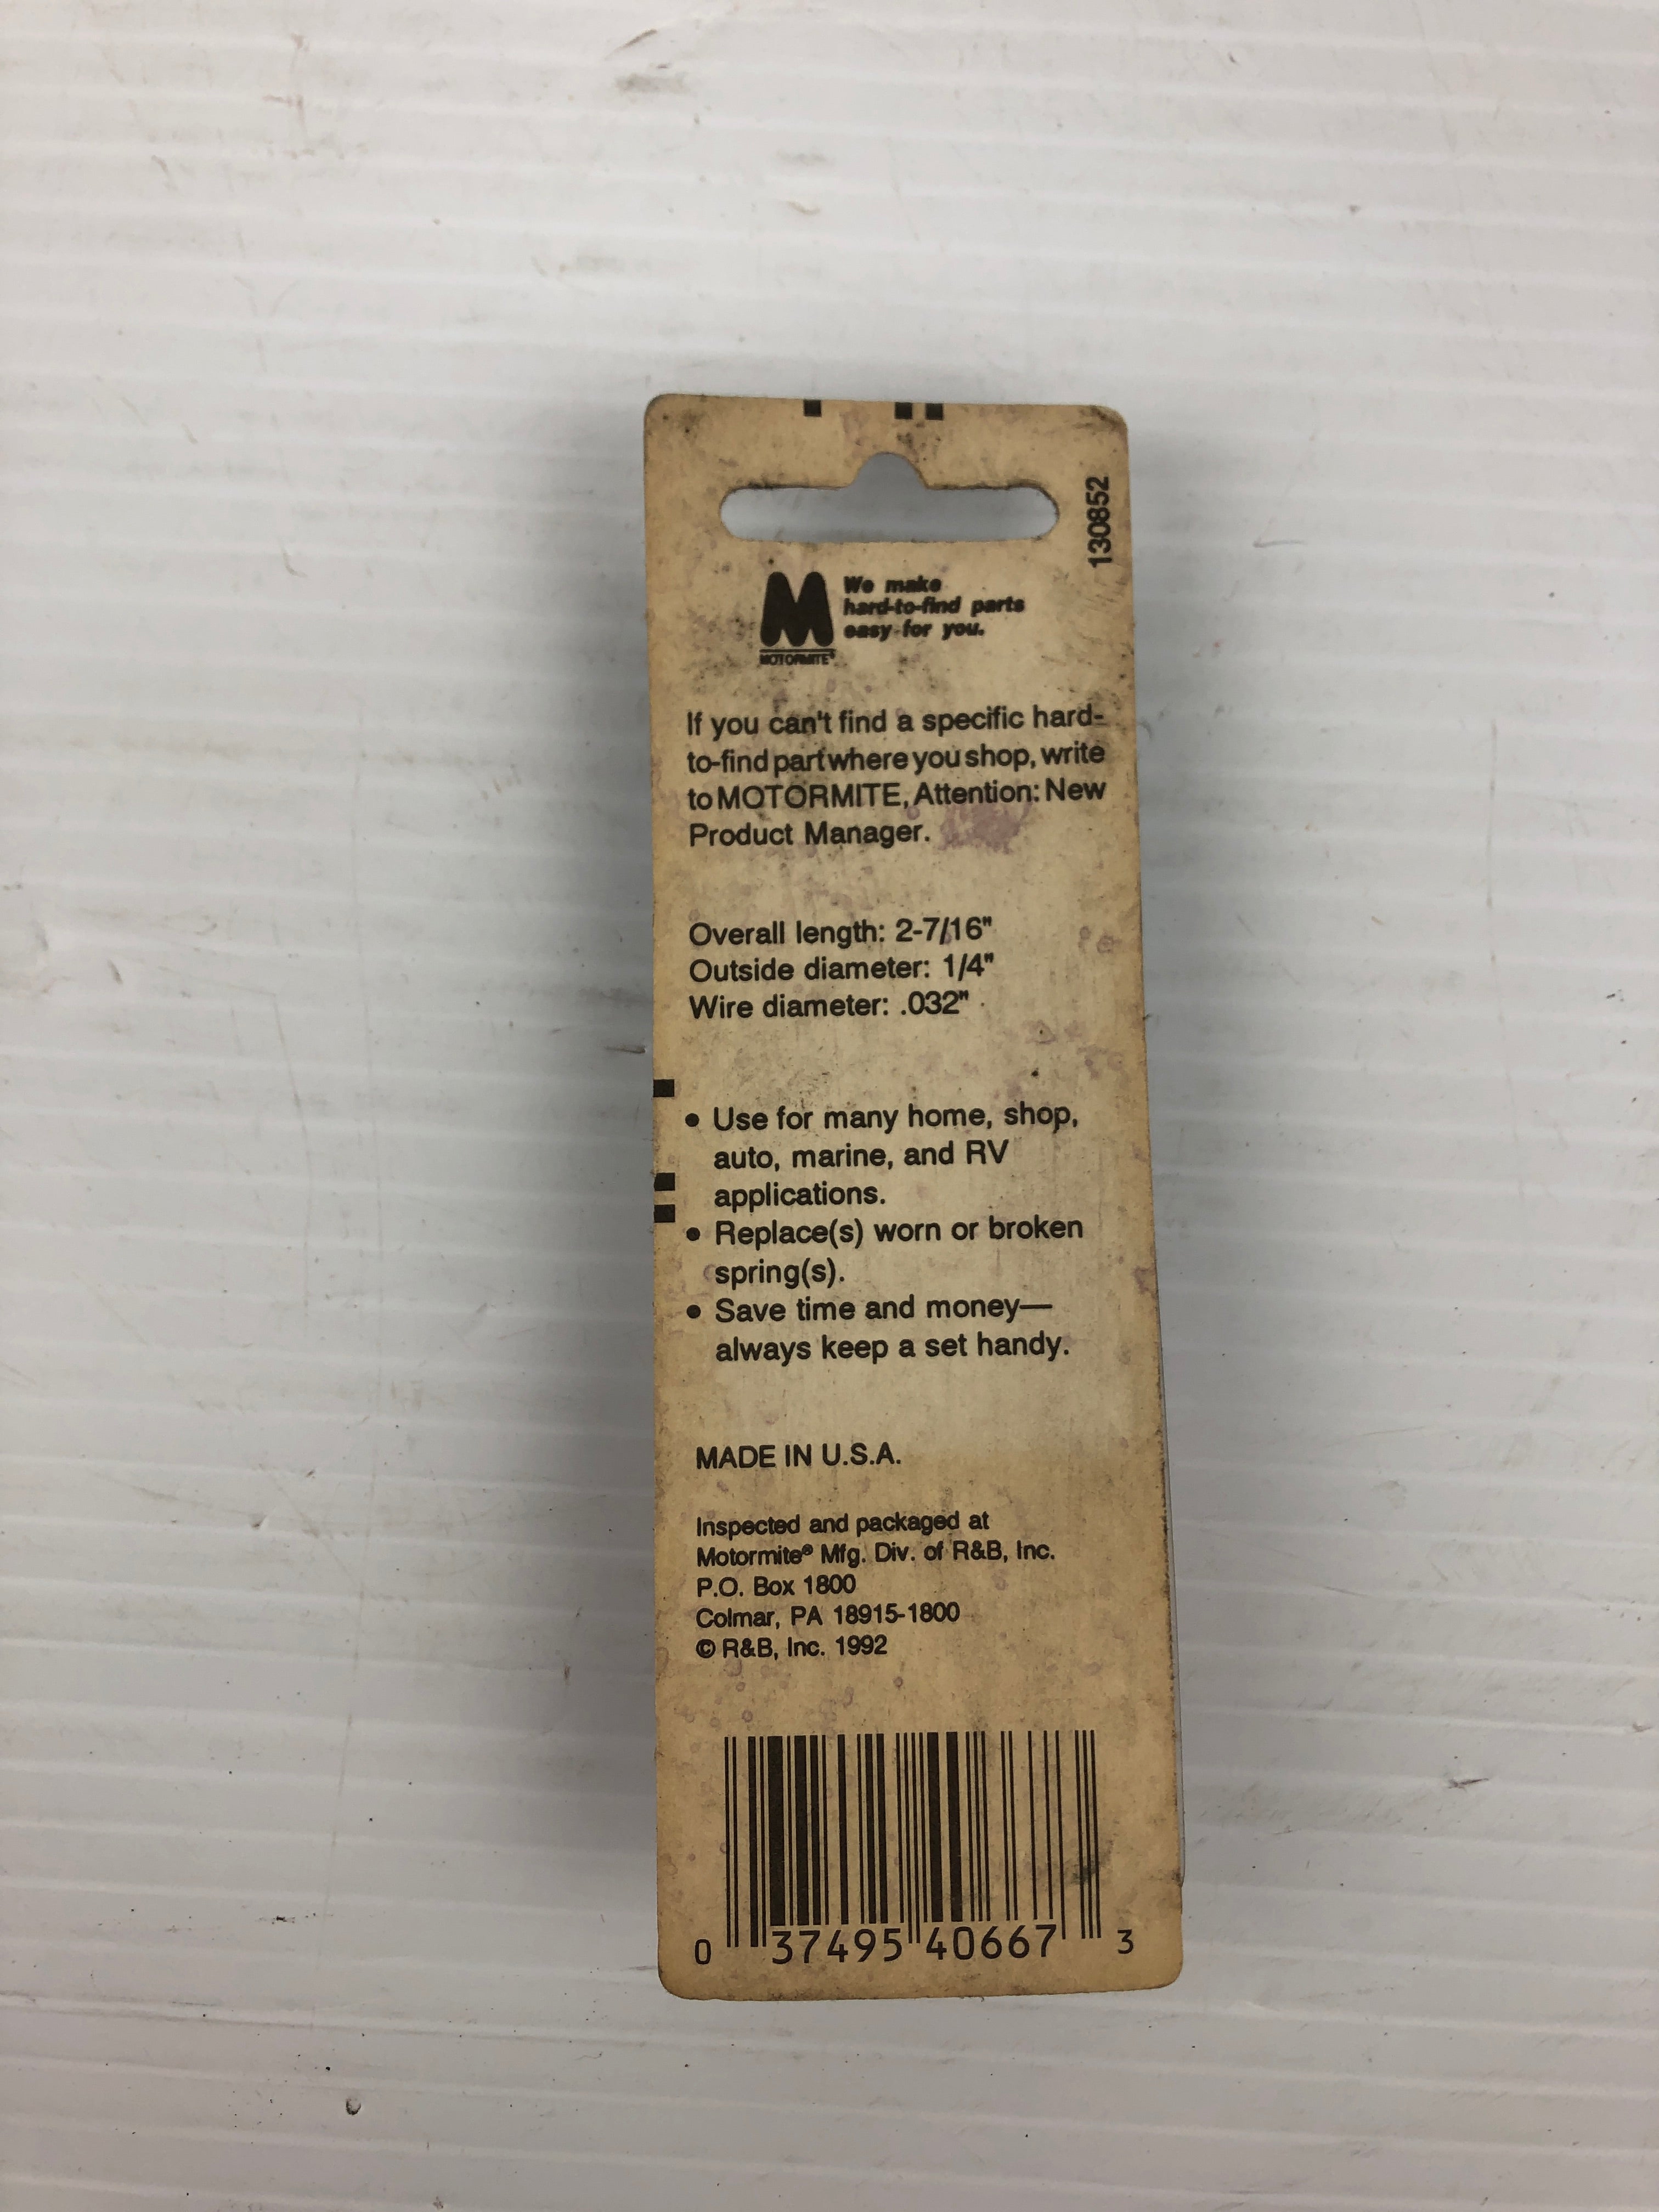 130852
We make
hard-to-find parts
easy for you.
MOTORMITE®
If you can't find a specific hard-
to-find part where you shop, write
to MOTORMITE, Attention: New
Product Manager.
Overall length: 2-7/16"
Outside diameter: 1/4"
Wire diameter: .032"
• Use for many home, shop,
auto, marine, and RV
applications.
• Replace(s) worn or broken
spring(s).
• Save time and money—
always keep a set handy.
MADE IN U.S.A.
Inspected and packaged at
Motormite® Mfg. Div. of R&B, Inc.
P.O. Box 1800
Colmar, PA 18915-1800
© R&B, Inc. 1992
0 37495 40667 3